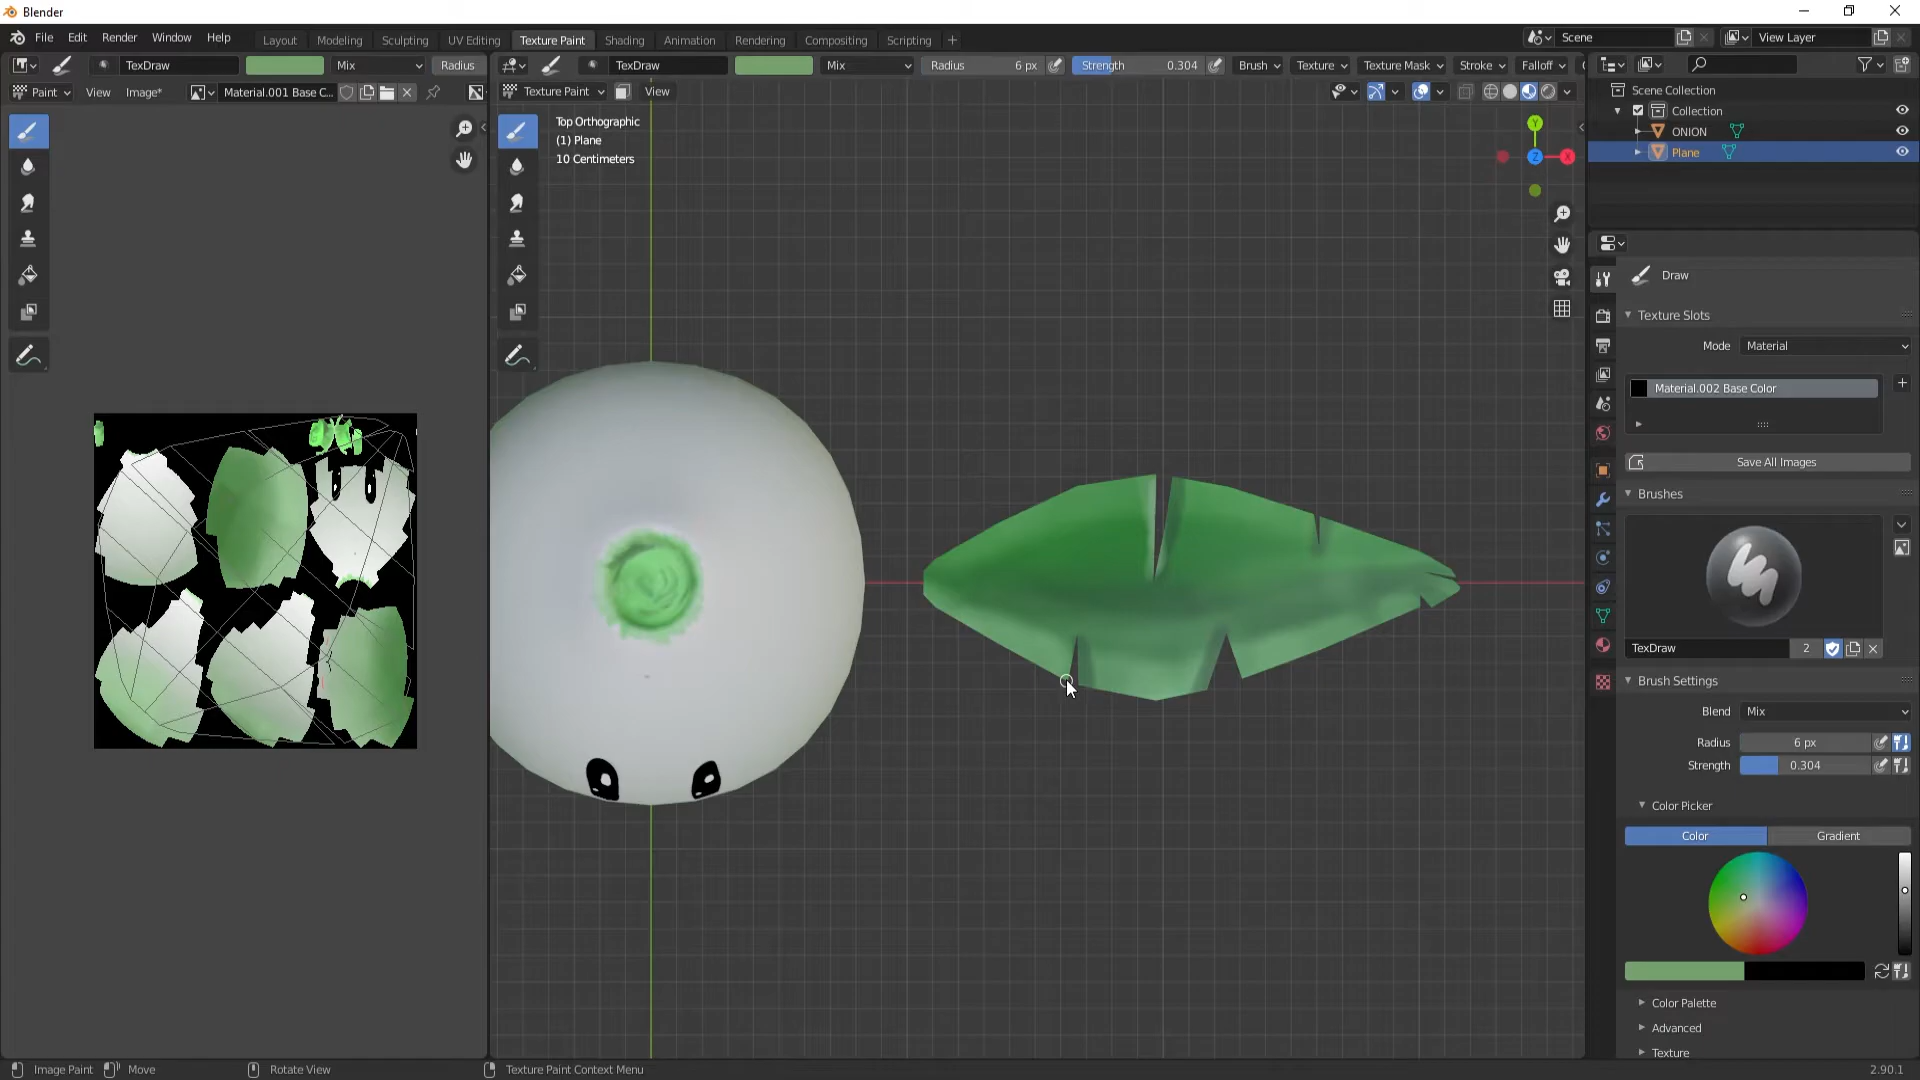 Blender
File Edit Render Window Help
Layout Modeling Sculpting UV Editing Texture Paint Shading Animation Rendering Compositing Scripting +
Scene
View Layer
TexDraw Mix Radius
TexDraw Mix Radius 6 px Strength 0.304 Brush Texture Texture Mask Stroke Falloff
Paint View Image* Material.001 Base C...
Texture Paint View
Top Orthographic
(1) Plane
10 Centimeters
Y
Z
X
Scene Collection
Collection
ONION
Plane
Draw
Texture Slots
Mode Material
Material.002 Base Color
Save All Images
Brushes
TexDraw 2
Brush Settings
Blend Mix
Radius 6 px
Strength 0.304
Color Picker
Color Gradient
Color Palette
Advanced
Texture
Image Paint Move Rotate View Texture Paint Context Menu 2.90.1